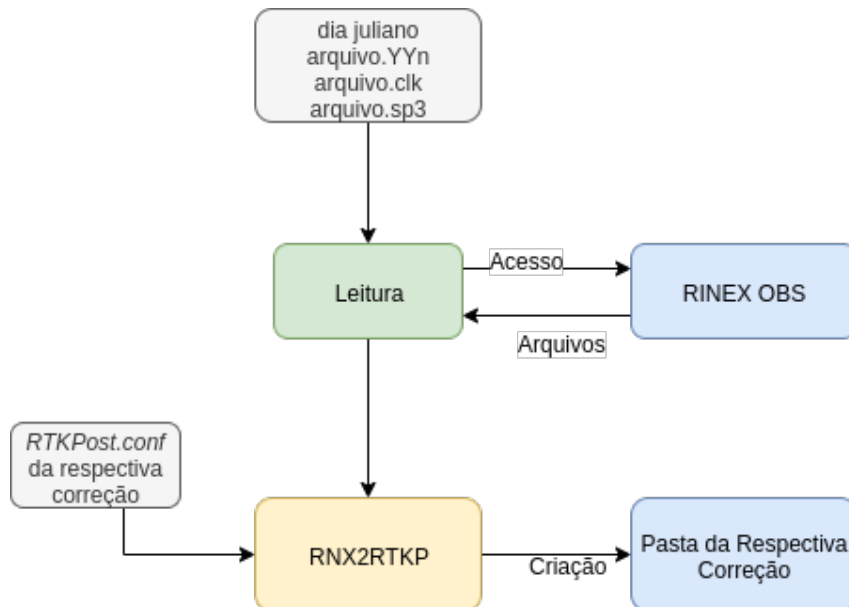 dia juliano
arquivo.YYn
arquivo.clk
arquivo.sp3
Leitura
Acesso
RINEX OBS
Arquivos
RTKPost.conf
da respectiva
correção
RNX2RTKP
Criação
Pasta da Respectiva
Correção